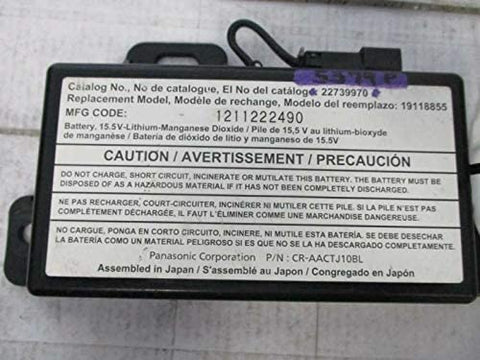 Catalog No., No de catalogue, El No del catálogo 22739970
Replacement Model, Modèle de rechange, Modelo del reemplazo: 19118855
MFG CODE: 1211222490
Battery, 15.5V-Lithium-Manganese Dioxide / Pile de 15,5 V au lithium-bioxyde
de manganèse / Batería de dióxido de litio y manganeso de 15.5V
CAUTION / AVERTISSEMENT / PRECAUCIÓN
DO NOT CHARGE, SHORT CIRCUIT, INCINERATE OR MUTILATE THIS BATTERY. THE BATTERY MUST BE
DISPOSED OF AS A HAZARDOUS MATERIAL IF IT HAS NOT BEEN COMPLETELY DISCHARGED.
NE PAS RECHARGER, COURT-CIRCUITER, INCINÉRER NI MUTILER CETTE PILE. SI LA PILE N'EST PAS
COMPLÈTEMENT DÉCHARGÉE, IL FAUT L'ÉLIMINER COMME UNE MARCHANDISE DANGEREUSE.
NO CARGUE, PONGA EN CORTO CIRCUITO, INCINERE, NI MUTILE ESTA BATERÍA. SE DEBE DESECHAR
LA BATERÍA COMO UN MATERIAL PELIGROSO SI ES QUE NO HA SIDO DESCARGADA COMPLETAMENTE.
Panasonic Corporation P/N : CR-AACTJ10BL
Assembled in Japan / S'assemblé au Japon / Congregado en Japón